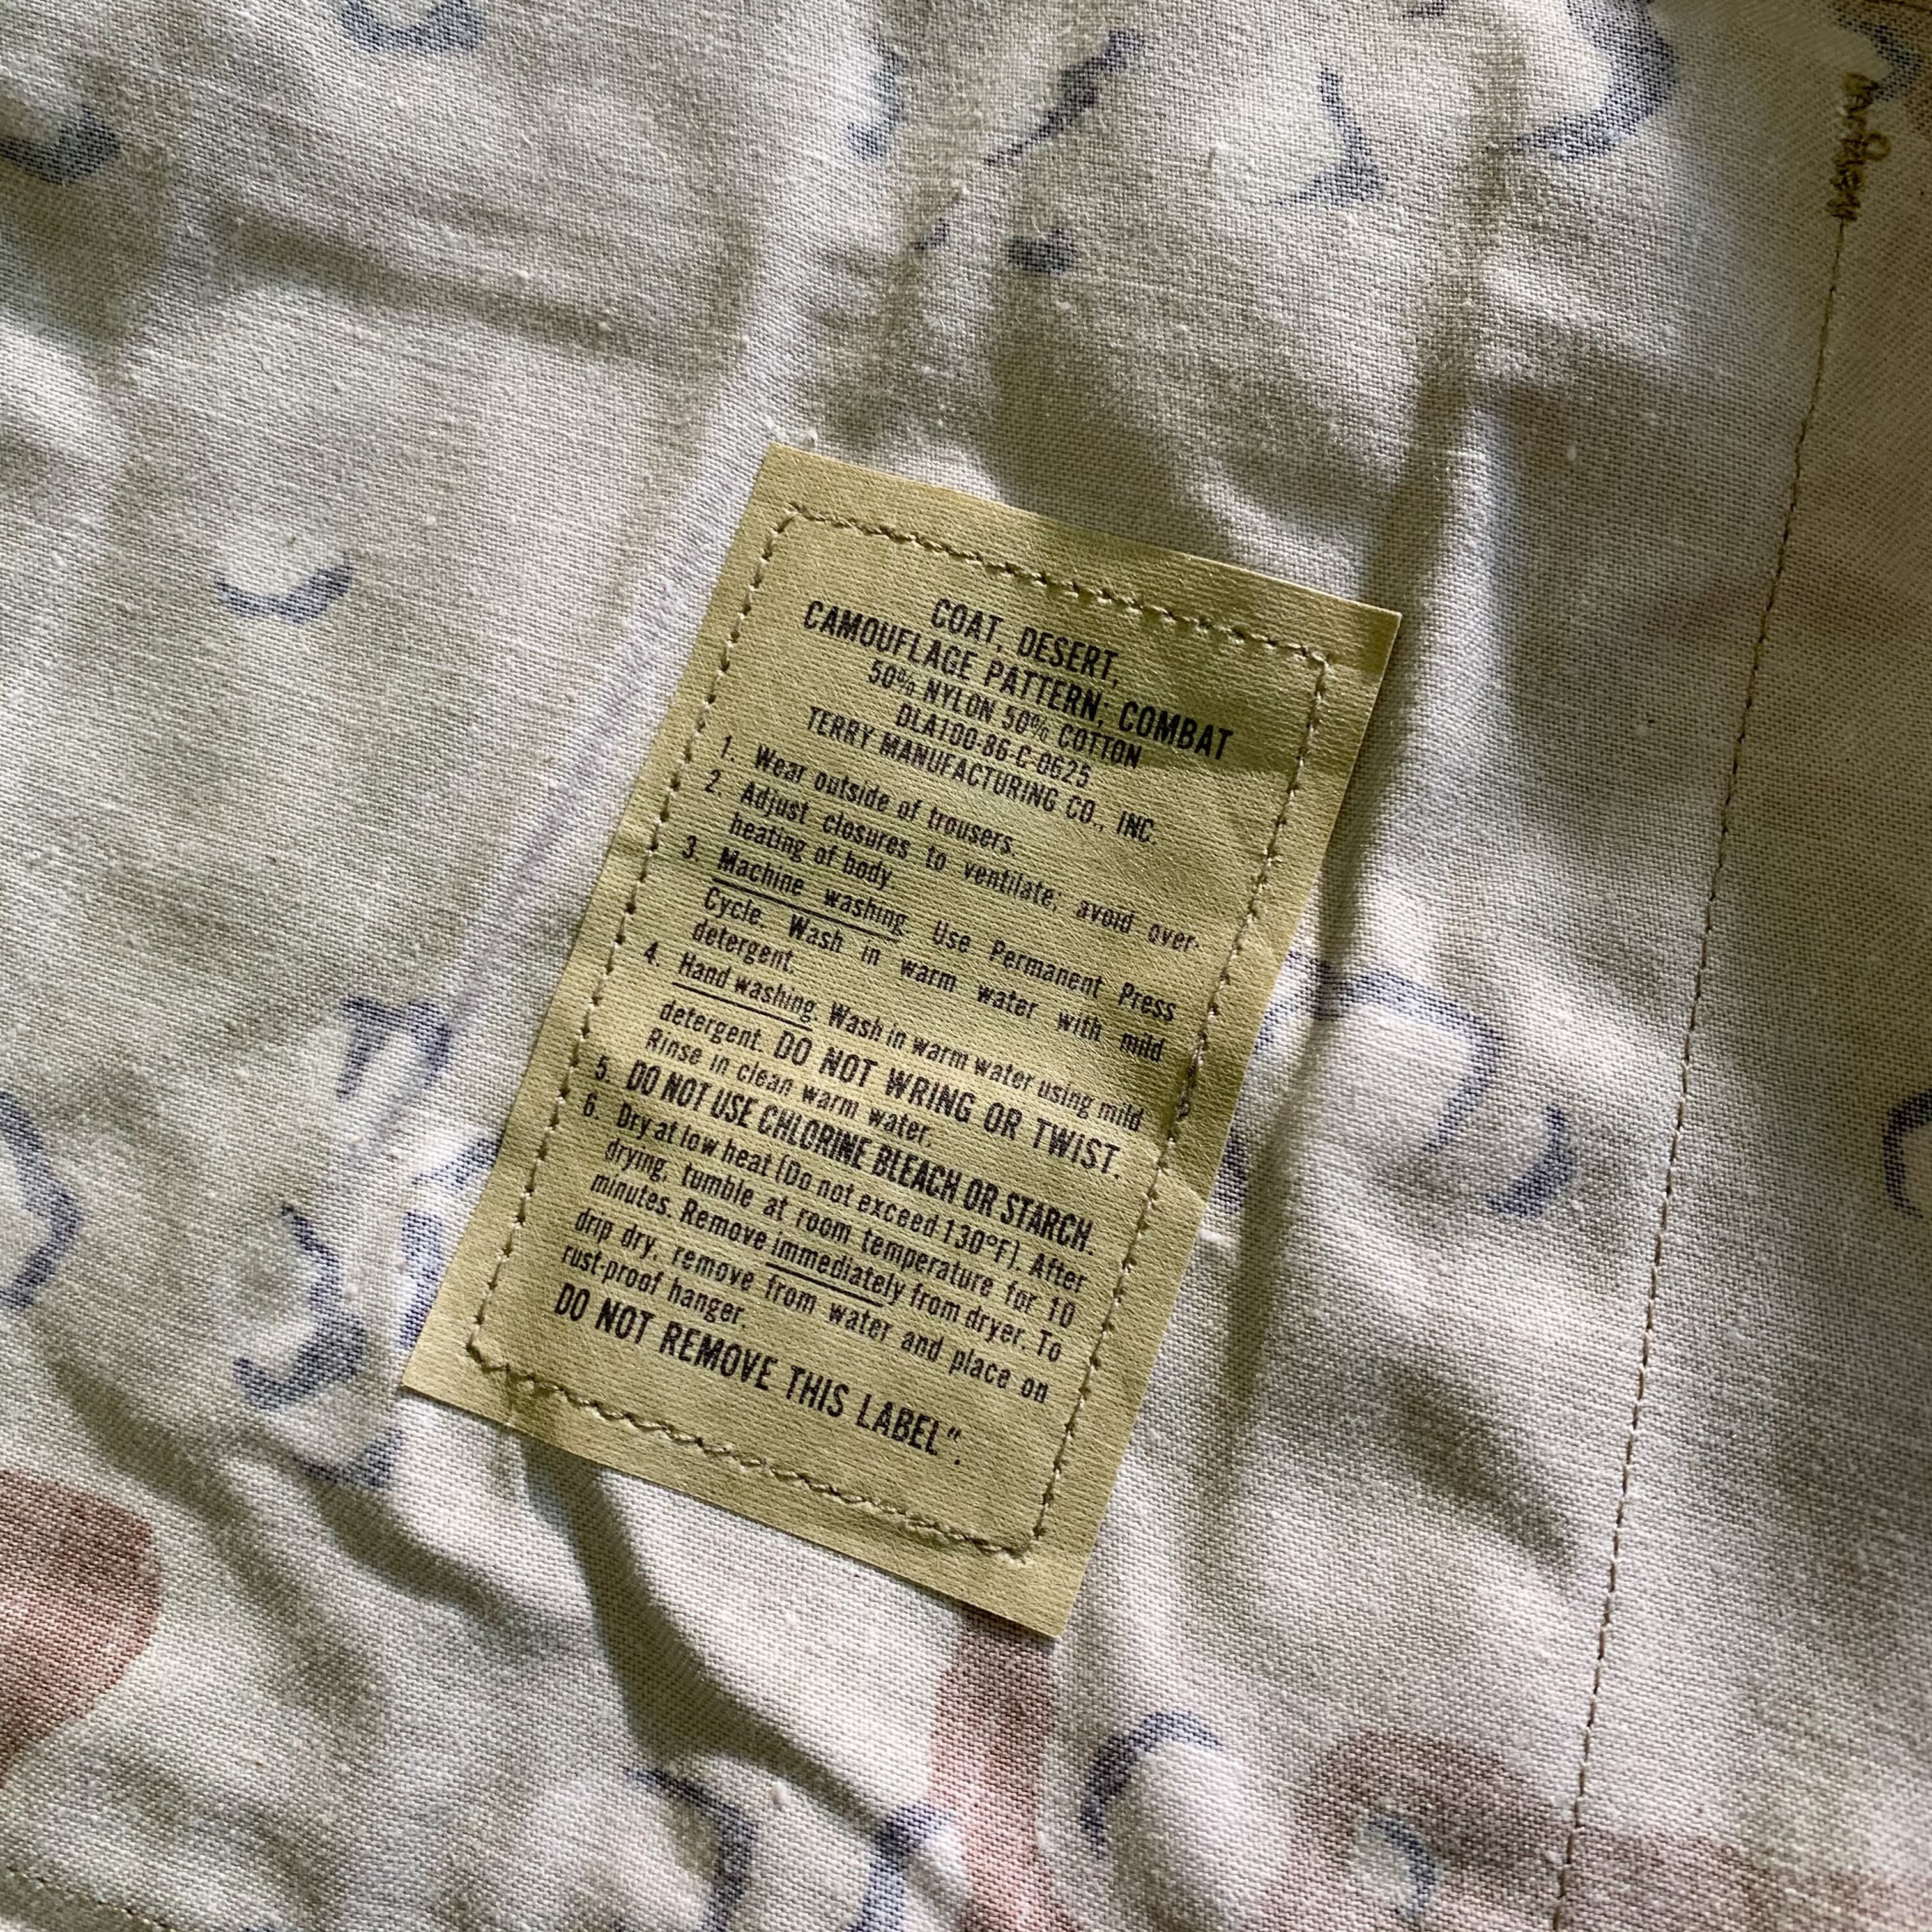 COAT, DESERT,
CAMOUFLAGE PATTERN, COMBAT
50% NYLON 50% COTTON
DLA100-86-C-0625
TERRY MANUFACTURING CO., INC.
1. Wear outside of trousers.
2. Adjust closures to ventilate; avoid over-
heating of body
3. Machine washing Use Permanent Press
Cycle. Wash in warm water with mild
detergent.
4. Hand washing Wash in warm water using mild
detergent. DO NOT WRING OR TWIST.
Rinse in clean warm water.
5. DO NOT USE CHLORINE BLEACH OR STARCH.
6. Dry at low heat (Do not exceed 130°F). After
drying, tumble at room temperature for 10
minutes. Remove immediately from dryer. To
drip dry, remove from water and place on
rust-proof hanger.
DO NOT REMOVE THIS LABEL".